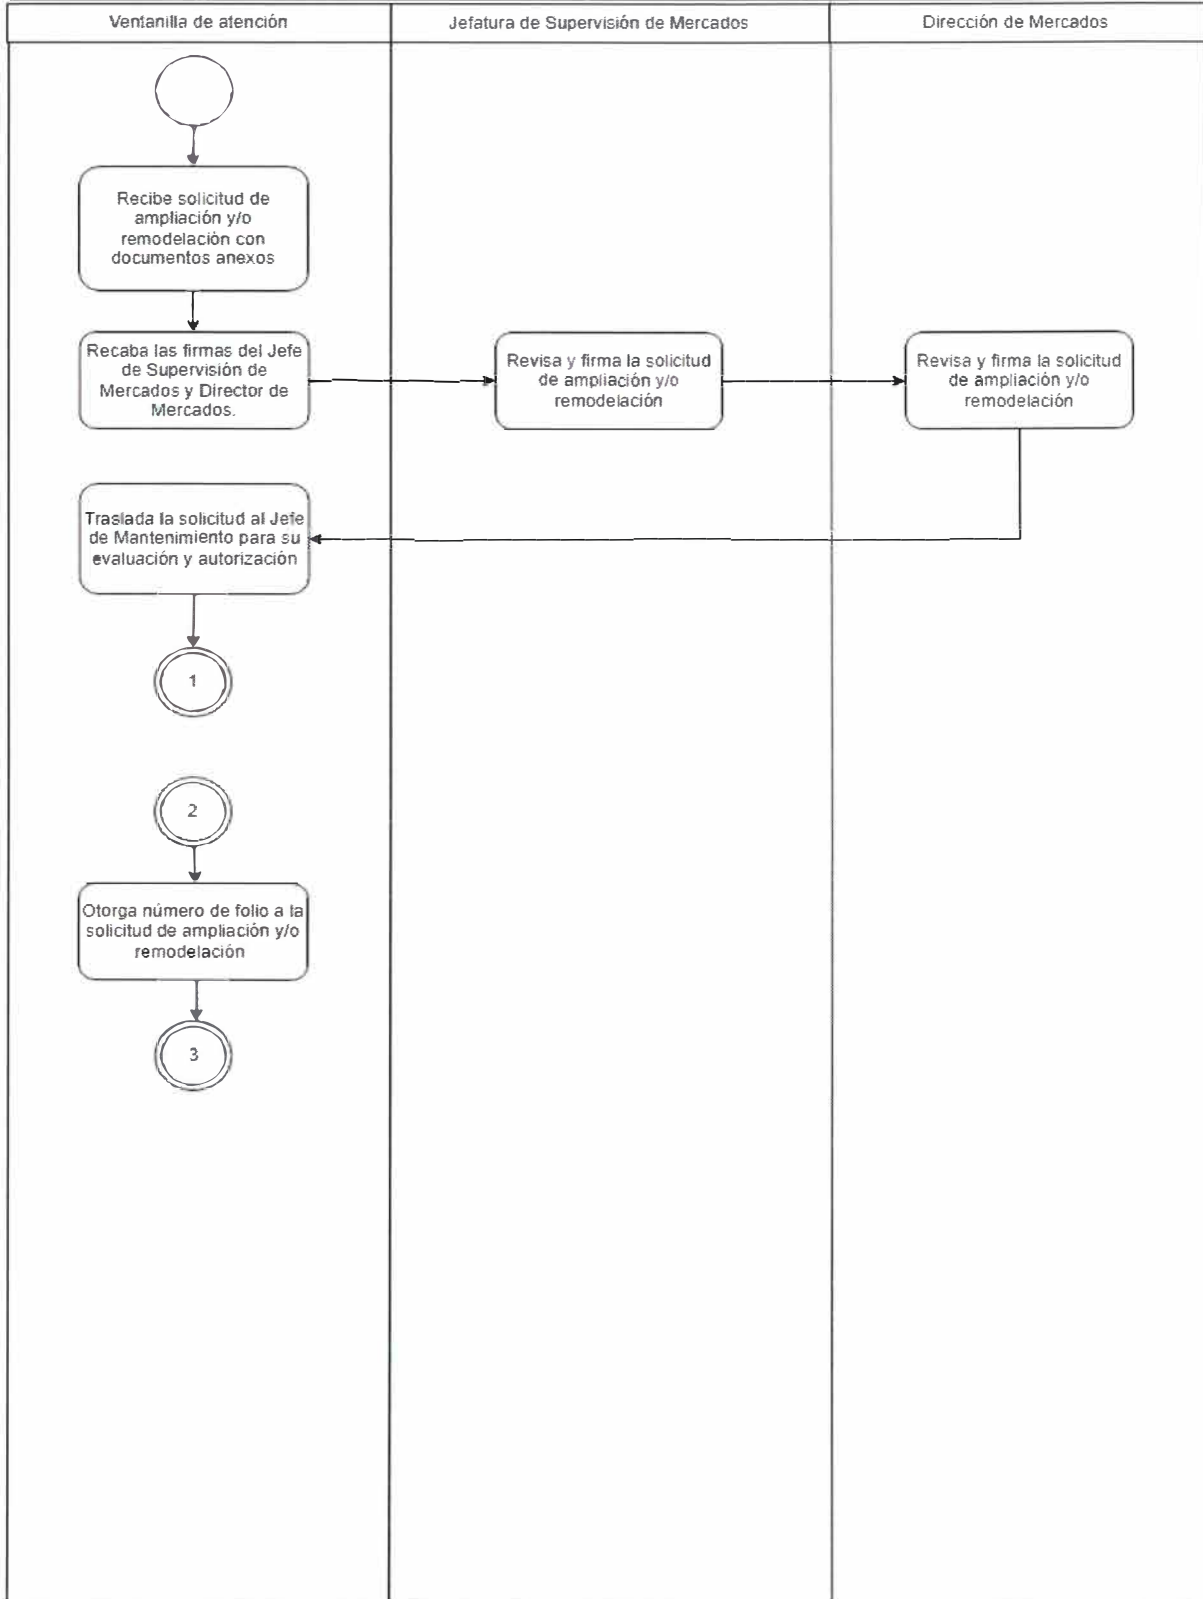 Ventanilla de atención
Jefatura de Supervisión de Mercados
Dirección de Mercados
Recibe solicitud de
ampliación y/o
remodelación con
documentos anexos
Recaba las firmas del Jefe
de Supervisión de
Mercados y Director de
Mercados.
Revisa y firma la solicitud
de ampliación y/o
remodelación
Revisa y firma la solicitud
de ampliación y/o
remodelación
Traslada la solicitud al Jefe
de Mantenimiento para su
evaluación y autorización
1
2
Otorga número de folio a la
solicitud de ampliación y/o
remodelación
3